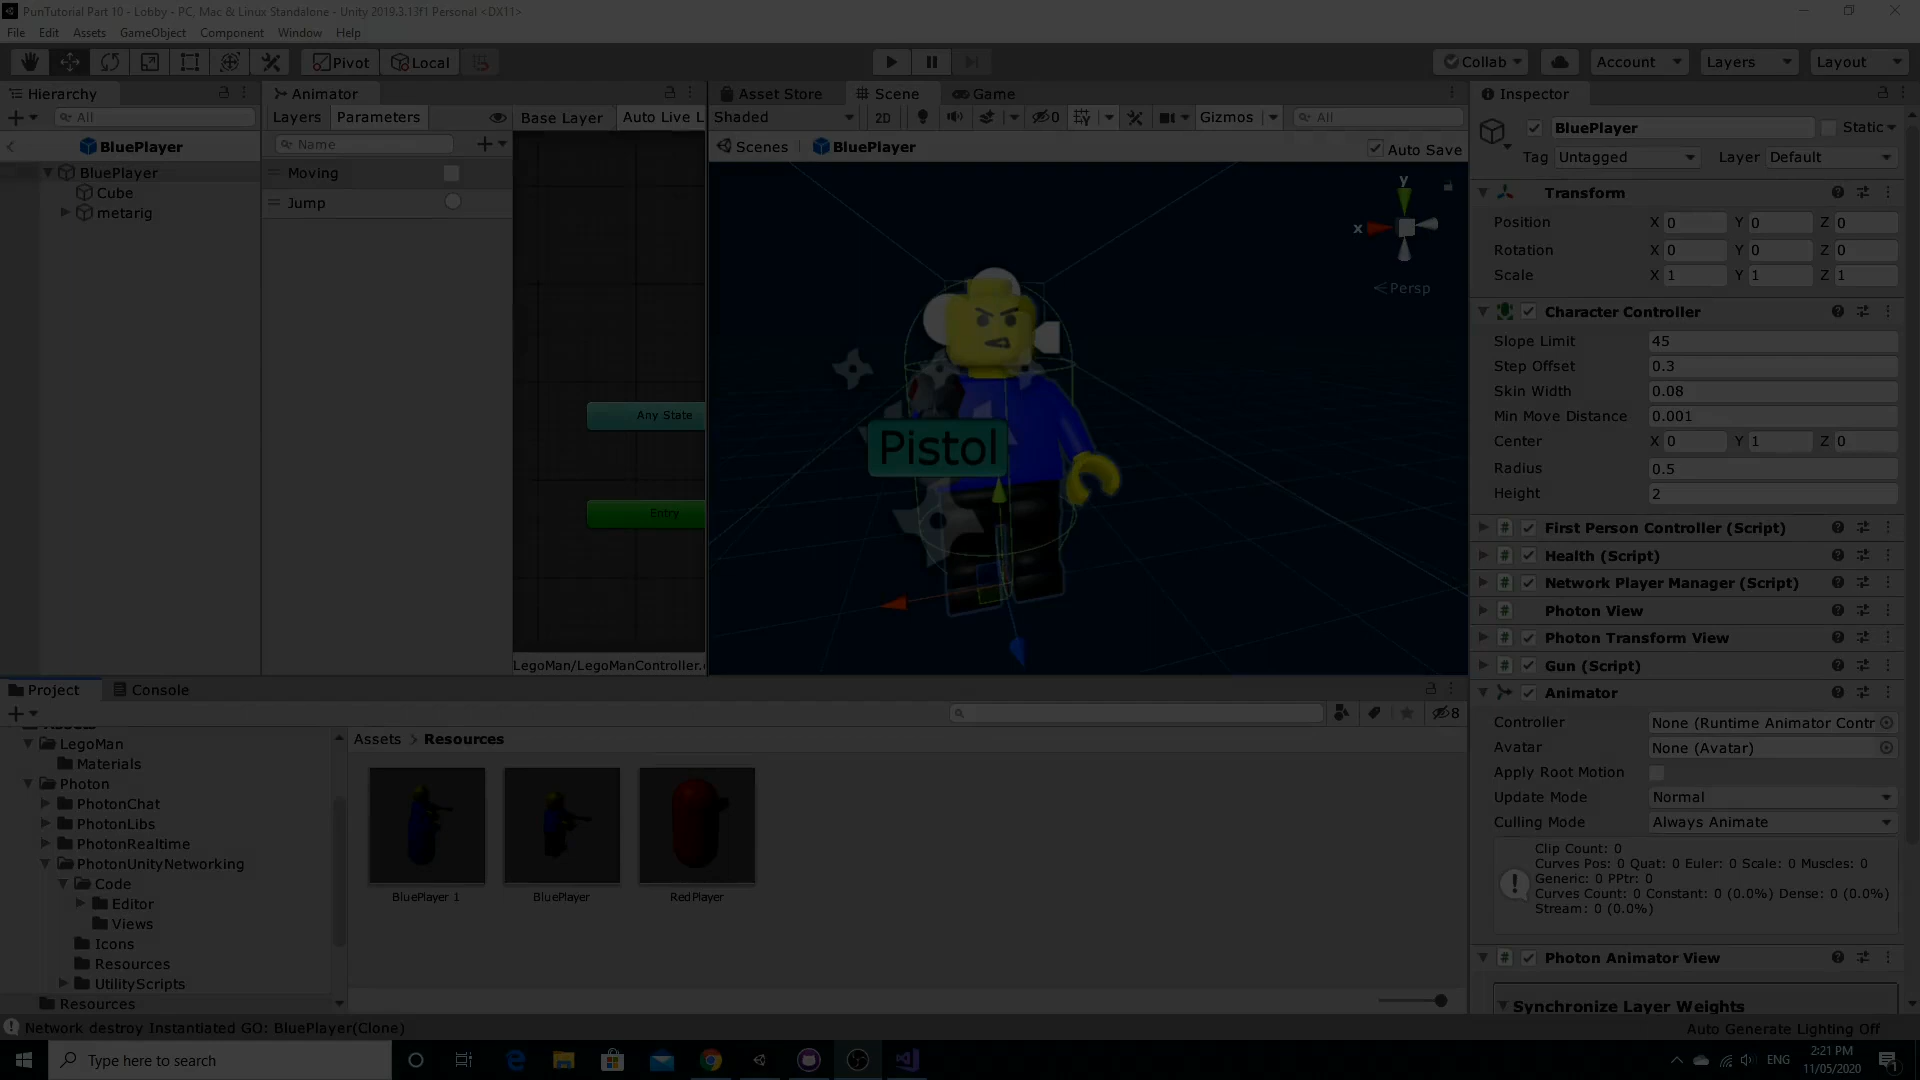 PunTutorial Part 10 - Lobby - PC, Mac & Linux Standalone - Unity 2019.3.13f1 Personal <DX11>
File Edit Assets GameObject Component Window Help
Pivot Local Collab Account Layers Layout
Hierarchy
All
BluePlayer
BluePlayer
Cube
metarig
Animator
Layers Parameters
Name
Moving
Jump
Base Layer Auto Live L
Any State
Entry
LegoMan/LegoManController.
Asset Store Scene Game
Shaded 2D 0 Gizmos All
Scenes BluePlayer Auto Save
y
x
Persp
Pistol
Inspector
BluePlayer Static
Tag Untagged Layer Default
Transform
Position X 0 Y 0 Z 0
Rotation X 0 Y 0 Z 0
Scale X 1 Y 1 Z 1
Character Controller
Slope Limit 45
Step Offset 0.3
Skin Width 0.08
Min Move Distance 0.001
Center X 0 Y 1 Z 0
Radius 0.5
Height 2
First Person Controller (Script)
Health (Script)
Network Player Manager (Script)
Photon View
Photon Transform View
Gun (Script)
Animator
Controller None (Runtime Animator Contr
Avatar None (Avatar)
Apply Root Motion
Update Mode Normal
Culling Mode Always Animate
Clip Count: 0
Curves Pos: 0 Quat: 0 Euler: 0 Scale: 0 Muscles: 0
Generic: 0 PPtr: 0
Curves Count: 0 Constant: 0 (0.0%) Dense: 0 (0.0%)
Stream: 0 (0.0%)
Photon Animator View
Synchronize Layer Weights
Project Console
8
LegoMan
Materials
Photon
PhotonChat
PhotonLibs
PhotonRealtime
PhotonUnityNetworking
Code
Editor
Views
Icons
Resources
UtilityScripts
Resources
Assets > Resources
BluePlayer 1 BluePlayer RedPlayer
Network destroy Instantiated GO: BluePlayer(Clone)
Auto Generate Lighting Off
Type here to search
ENG
2:21 PM
11/05/2020
1